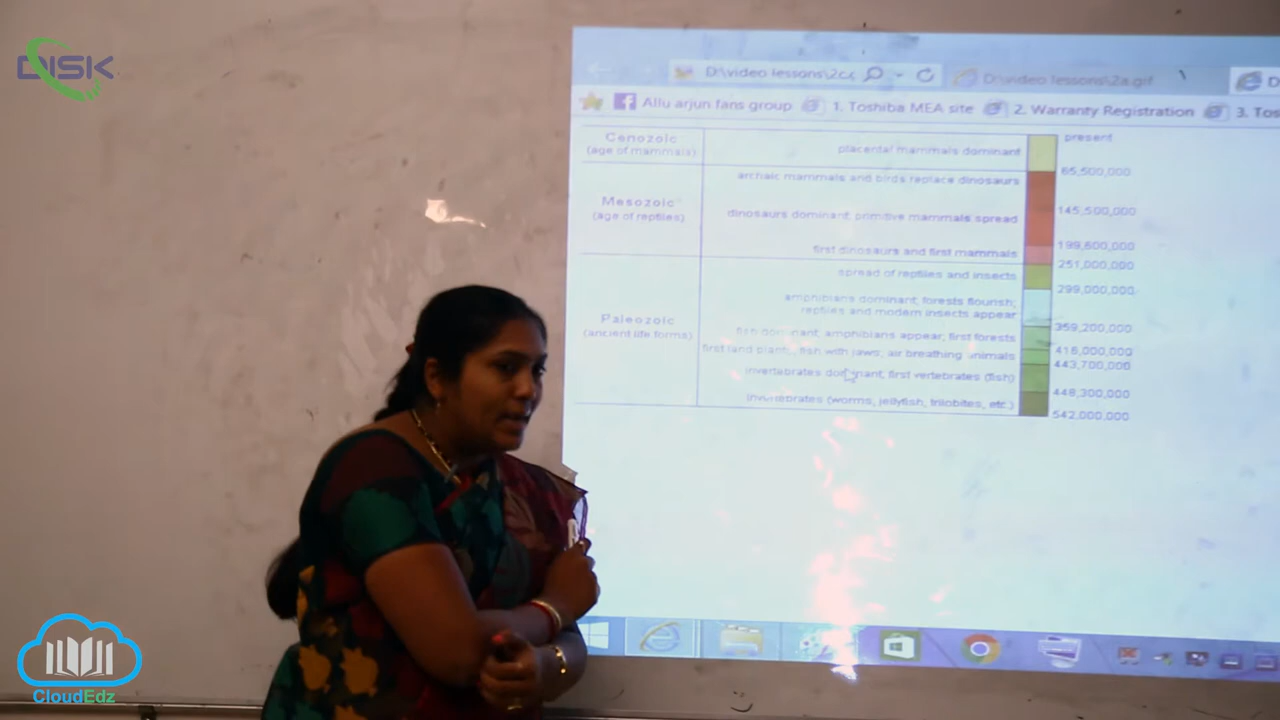 DISK
D:\video lessons\2cc
D:\video lessons\2a.gif
D
Allu arjun fans group
1. Toshiba MEA site
2. Warranty Registration
3. Tos
Cenozoic
(age of mammals)
placental mammals dominant
present
65,500,000
archaic mammals and birds replace dinosaurs
Mesozoic
(age of reptiles)
dinosaurs dominant; primitive mammals spread
145,500,000
first dinosaurs and first mammals
199,600,000
251,000,000
spread of reptiles and insects
299,000,000
amphibians dominant; forests flourish;
reptiles and modern insects appear
Paleozoic
(ancient life forms)
359,200,000
fish dominant; amphibians appear; first forests
416,000,000
first land plants; fish with jaws; air breathing animals
443,700,000
invertebrates dominant; first vertebrates (fish)
448,300,000
invertebrates (worms, jellyfish, trilobites, etc.)
542,000,000
CloudEdz